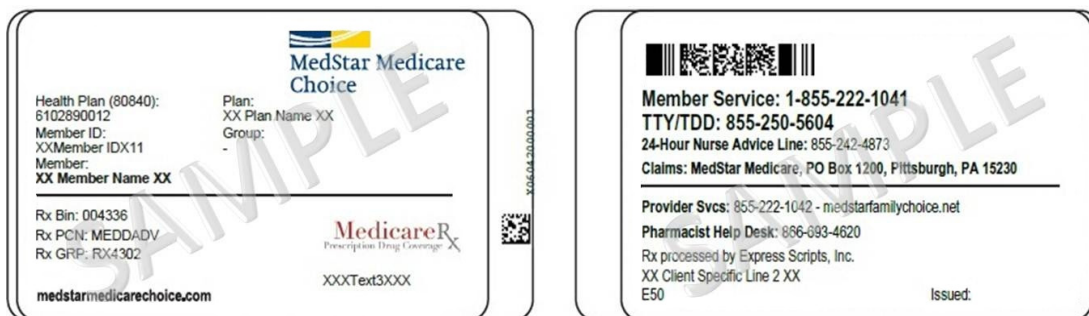 MedStar Medicare
Choice
Health Plan (80840):
6102890012
Member ID:
XXMember IDX11
Member:
XX Member Name XX
Plan:
XX Plan Name XX
Group:
-
Rx Bin: 004336
Rx PCN: MEDDADV
Rx GRP: RX4302
MedicareRx
Prescription Drug Coverage
XXXText3XXX
medstarmedicarechoice.com
SAMPLE
Member Service: 1-855-222-1041
TTY/TDD: 855-250-5604
24-Hour Nurse Advice Line: 855-242-4873
Claims: MedStar Medicare, PO Box 1200, Pittsburgh, PA 15230
Provider Svcs: 855-222-1042 - medstarfamilychoice.net
Pharmacist Help Desk: 866-693-4620
Rx processed by Express Scripts, Inc.
XX Client Specific Line 2 XX
E50
Issued:
SAMPLE